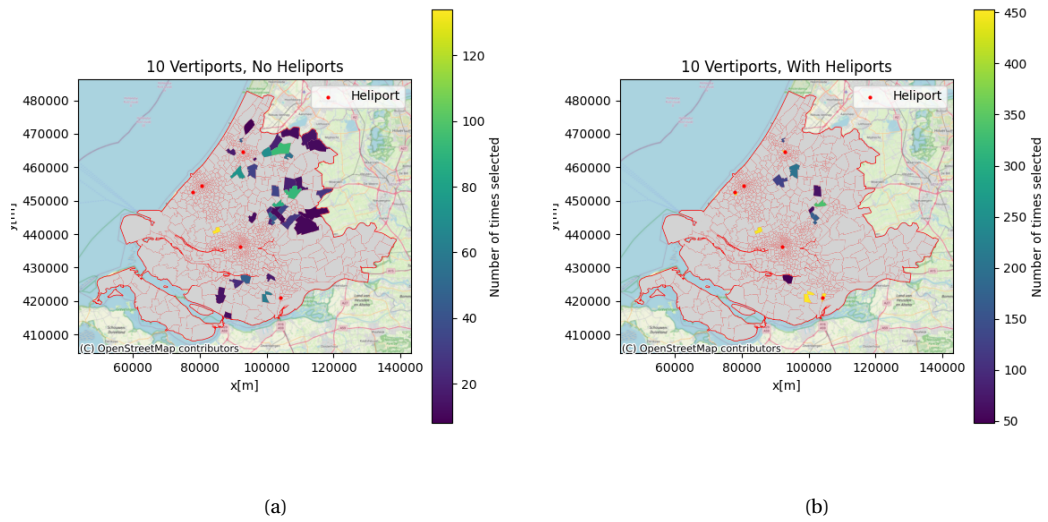 10 Vertiports, No Heliports
Heliport
480000
470000
460000
450000
440000
430000
420000
410000
y[m]
(C) OpenStreetMap contributors
60000 80000 100000 120000 140000
x[m]
120
100
80
60
40
20
Number of times selected
(a)
10 Vertiports, With Heliports
Heliport
480000
470000
460000
450000
440000
430000
420000
410000
y[m]
(C) OpenStreetMap contributors
60000 80000 100000 120000 140000
x[m]
450
400
350
300
250
200
150
100
50
Number of times selected
(b)